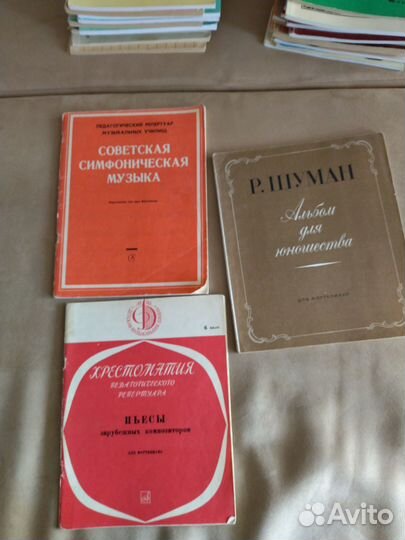 ПЕДАГОГИЧЕСКИЙ РЕПЕРТУАР
МУЗЫКАЛЬНЫХ УЧИЛИЩ
СОВЕТСКАЯ
СИМФОНИЧЕСКАЯ
МУЗЫКА
Р. ШУМАН
Альбом
для
юношества
ДЛЯ ФОРТЕПИАНО
ХРЕСТОМАТИЯ
ПЕДАГОГИЧЕСКОГО
РЕПЕРТУАРА
ПЬЕСЫ
зарубежных композиторов
ДЛЯ ФОРТЕПИАНО
Avito